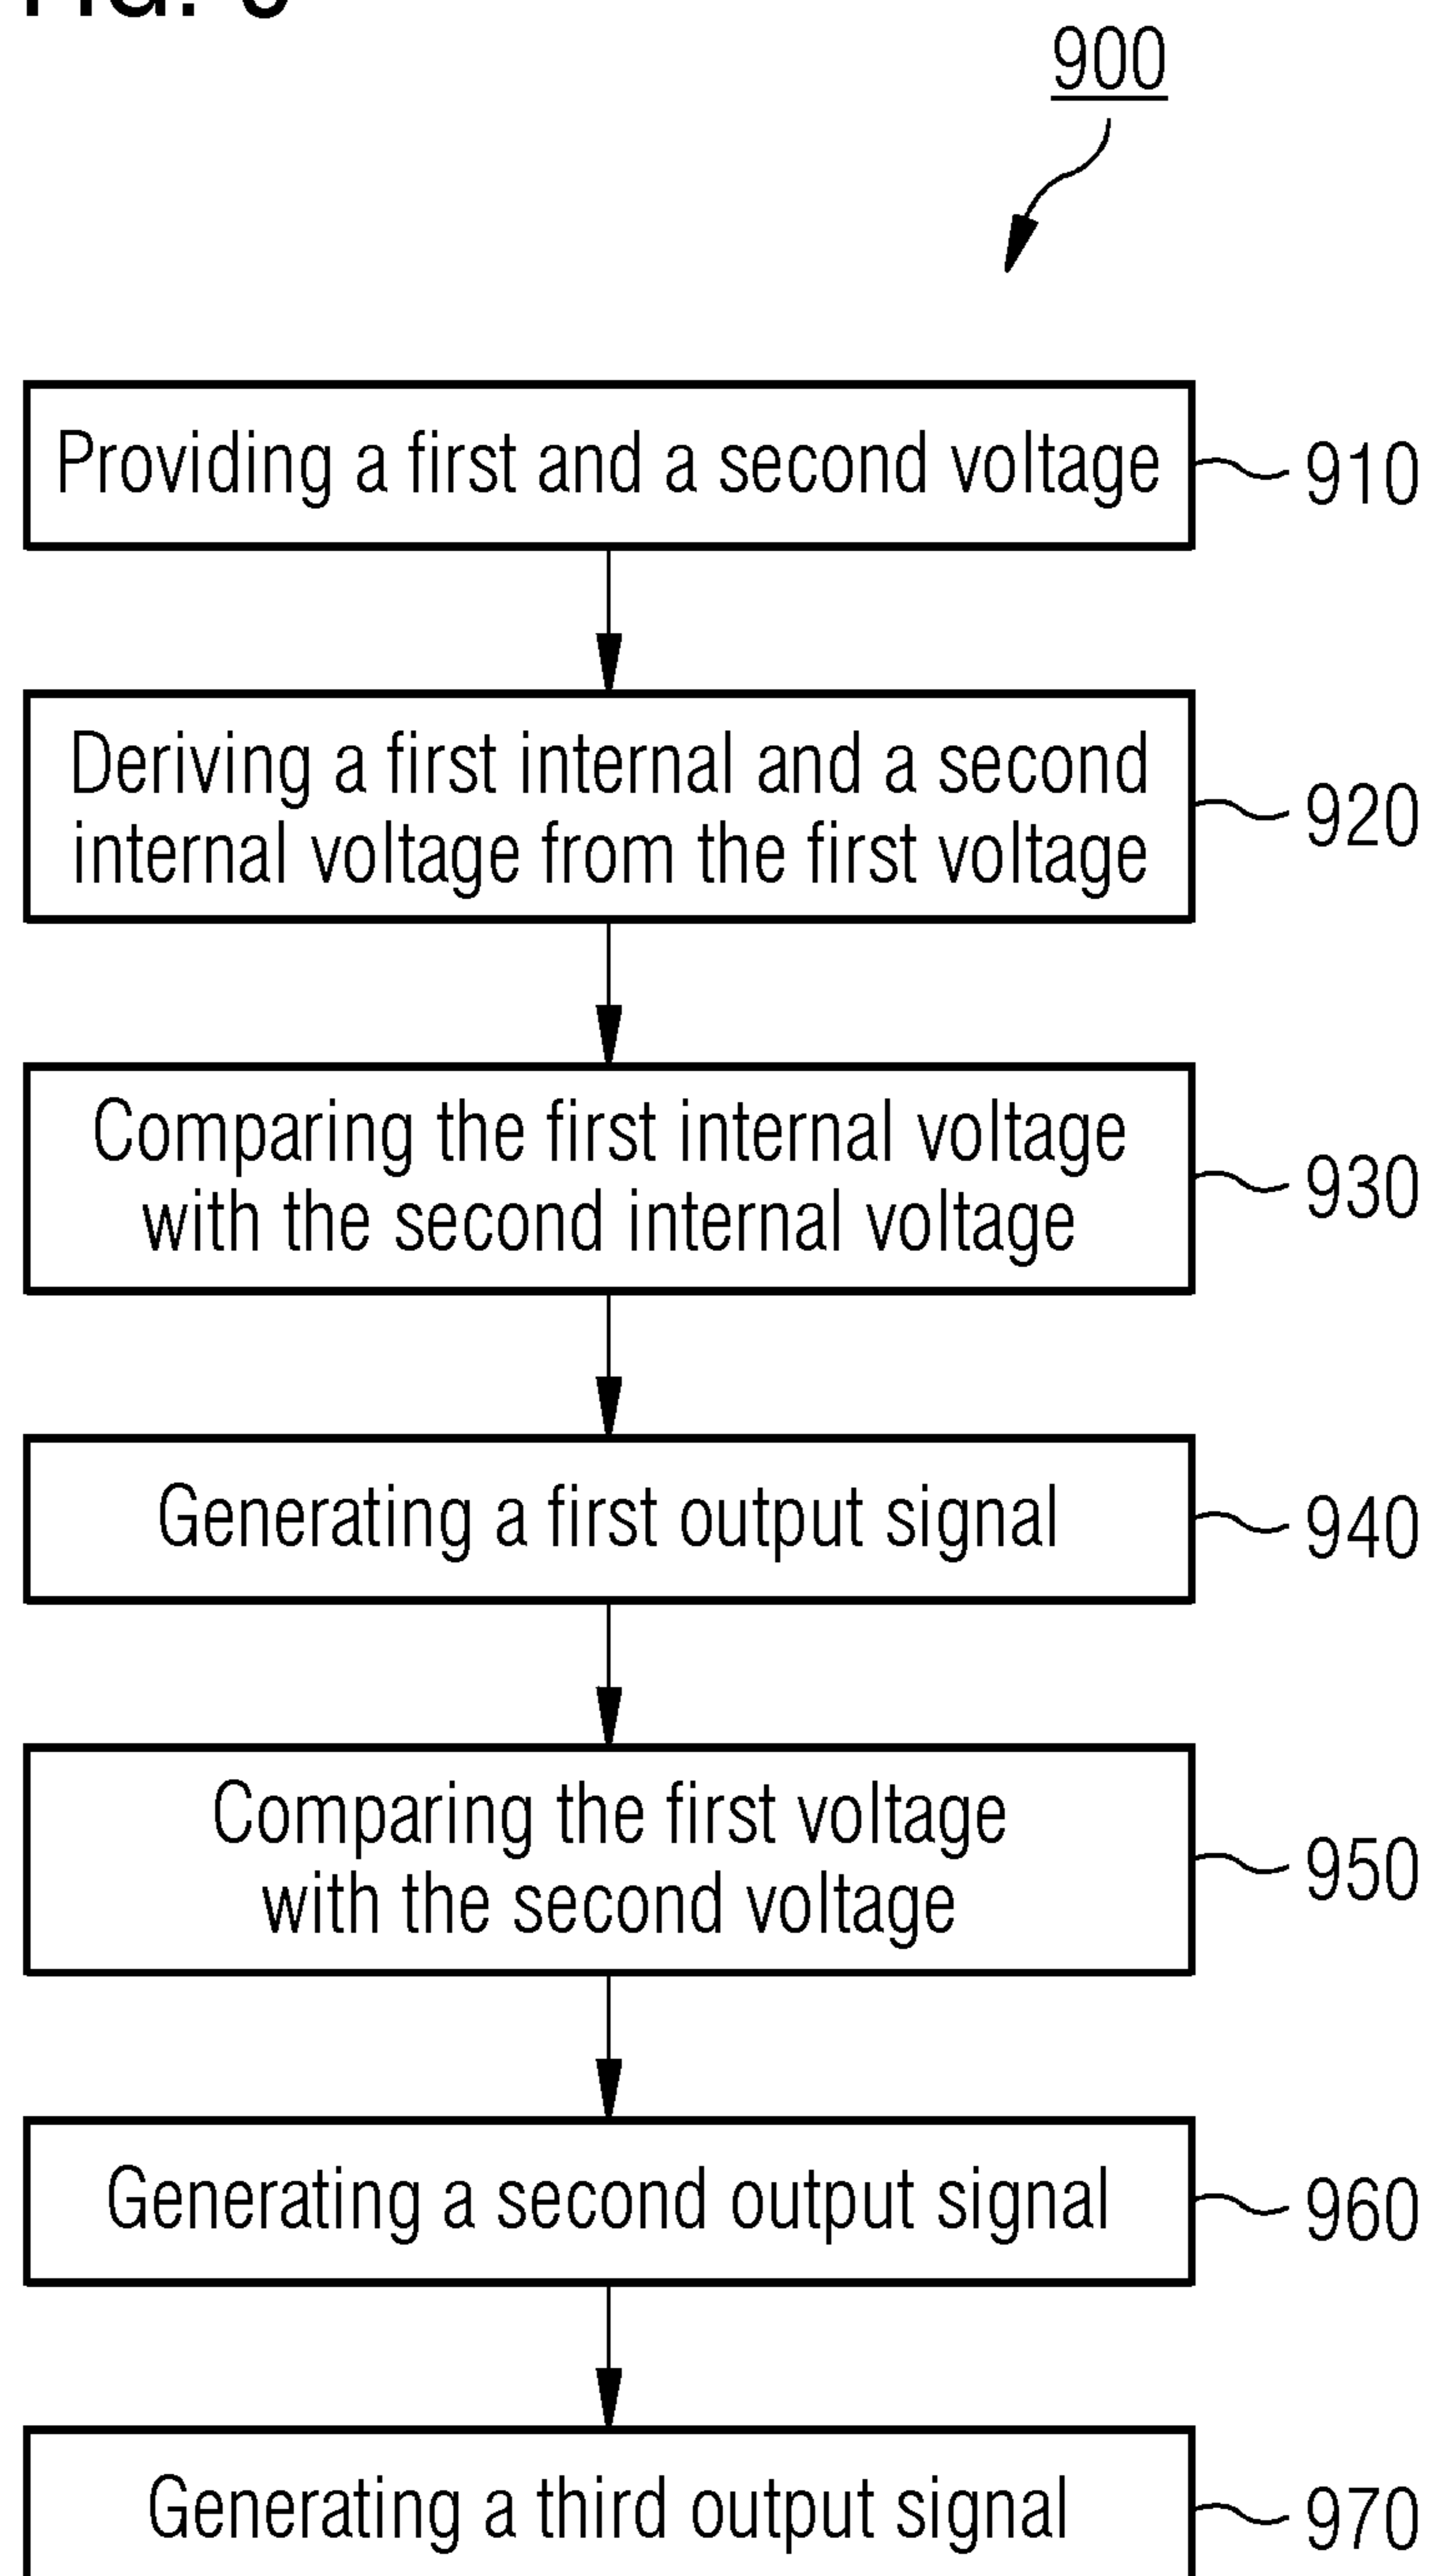 900
Providing a first and a second voltage
910
Deriving a first internal and a second
internal voltage from the first voltage
920
Comparing the first internal voltage
with the second internal voltage
930
Generating a first output signal
940
Comparing the first voltage
with the second voltage
950
Generating a second output signal
960
Generating a third output signal
970